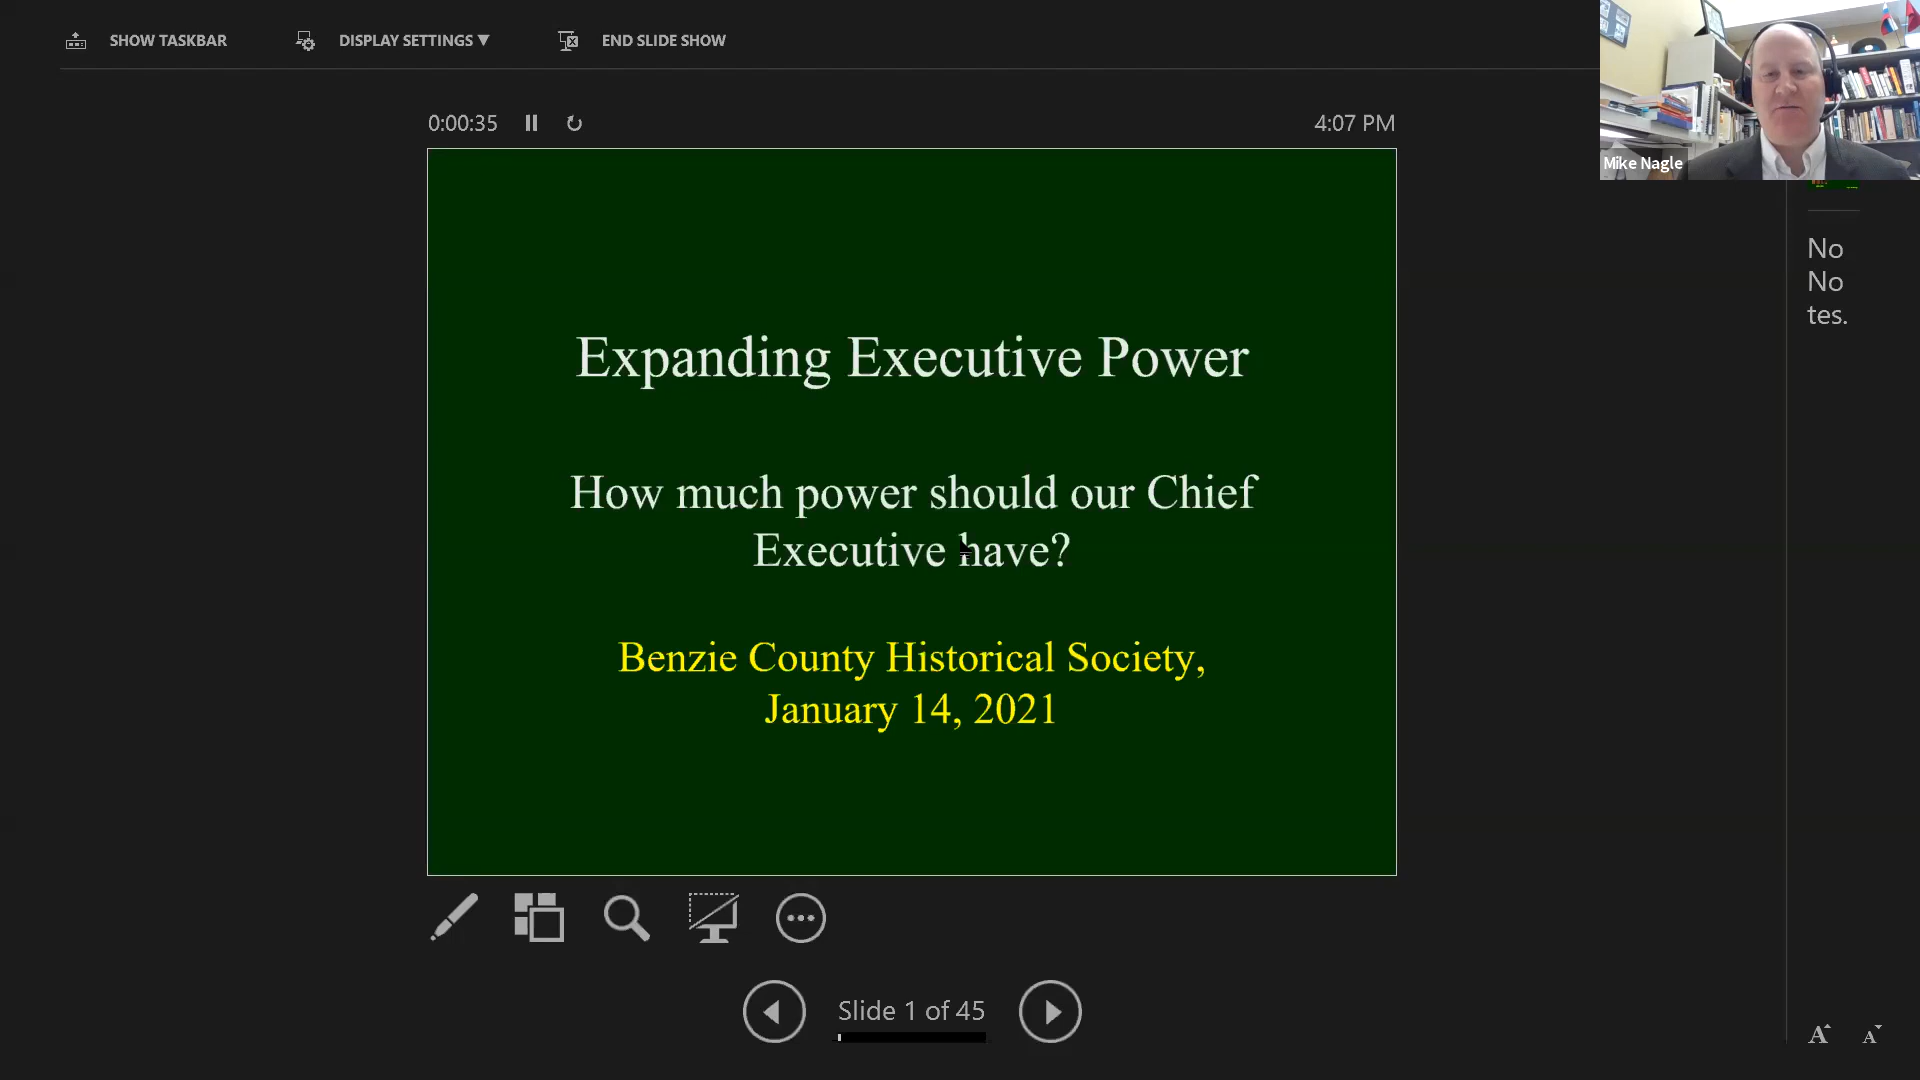 SHOW TASKBAR
DISPLAY SETTINGS ▼
END SLIDE SHOW
Mike Nagle
0:00:35
4:07 PM
Expanding Executive Power
How much power should our Chief
Executive have?
Benzie County Historical Society,
January 14, 2021
No
No
tes.
Slide 1 of 45
A
A